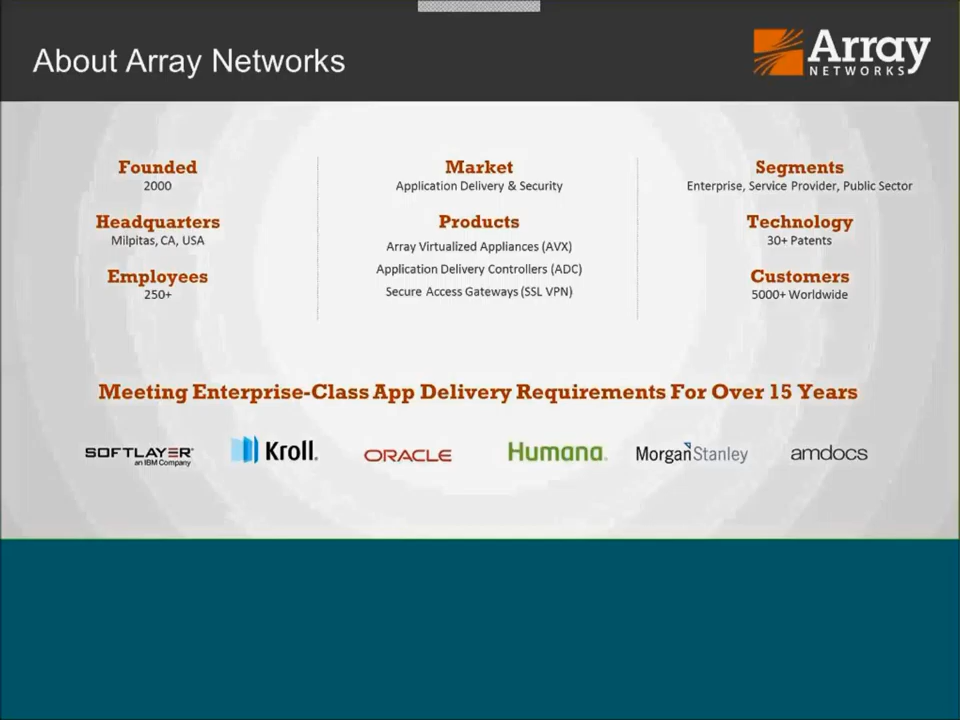 About Array Networks
Array
NETWORKS
Founded
2000
Headquarters
Milpitas, CA, USA
Employees
250+
Market
Application Delivery & Security
Products
Array Virtualized Appliances (AVX)
Application Delivery Controllers (ADC)
Secure Access Gateways (SSL VPN)
Segments
Enterprise, Service Provider, Public Sector
Technology
30+ Patents
Customers
5000+ Worldwide
Meeting Enterprise-Class App Delivery Requirements For Over 15 Years
SOFTLAYER®
an IBM Company
Kroll.
ORACLE
Humana.
Morgan Stanley
amdocs